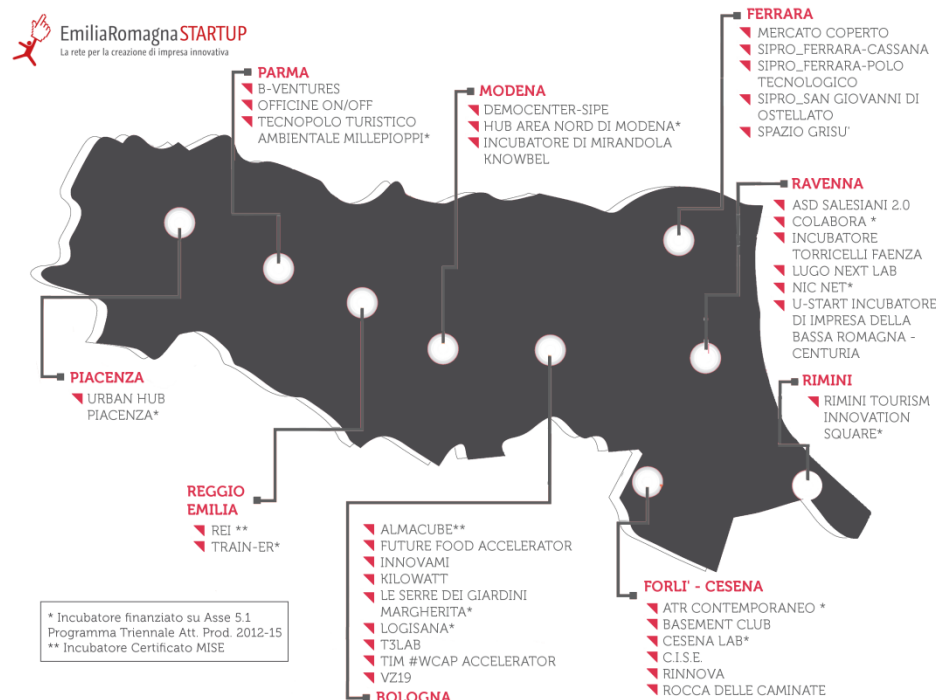 EmiliaRomagnaSTARTUP
La rete per la creazione di impresa innovativa
PARMA
B-VENTURES
OFFICINE ON/OFF
TECNOPOLO TURISTICO
AMBIENTALE MILLEPIOPPI*
MODENA
DEMOCENTER-SIPE
HUB AREA NORD DI MODENA*
INCUBATORE DI MIRANDOLA
KNOWBEL
FERRARA
MERCATO COPERTO
SIPRO_FERRARA-CASSANA
SIPRO_FERRARA-POLO
TECNOLOGICO
SIPRO_SAN GIOVANNI DI
OSTELLATO
SPAZIO GRISU'
RAVENNA
ASD SALESIANI 2.0
COLABORA *
INCUBATORE
TORRICELLI FAENZA
LUGO NEXT LAB
NIC NET*
U-START INCUBATORE
DI IMPRESA DELLA
BASSA ROMAGNA -
CENTURIA
PIACENZA
URBAN HUB
PIACENZA*
RIMINI
RIMINI TOURISM
INNOVATION
SQUARE*
REGGIO
EMILIA
REI **
TRAIN-ER*
ALMACUBE**
FUTURE FOOD ACCELERATOR
INNOVAMI
KILOWATT
LE SERRE DEI GIARDINI
MARGHERITA*
LOGISANA*
T3LAB
TIM #WCAP ACCELERATOR
VZ19
BOLOGNA
FORLI' - CESENA
ATR CONTEMPORANEO *
BASEMENT CLUB
CESENA LAB*
C.I.S.E.
RINNOVA
ROCCA DELLE CAMINATE
* Incubatore finanziato su Asse 5.1
Programma Triennale Att. Prod. 2012-15
** Incubatore Certificato MISE